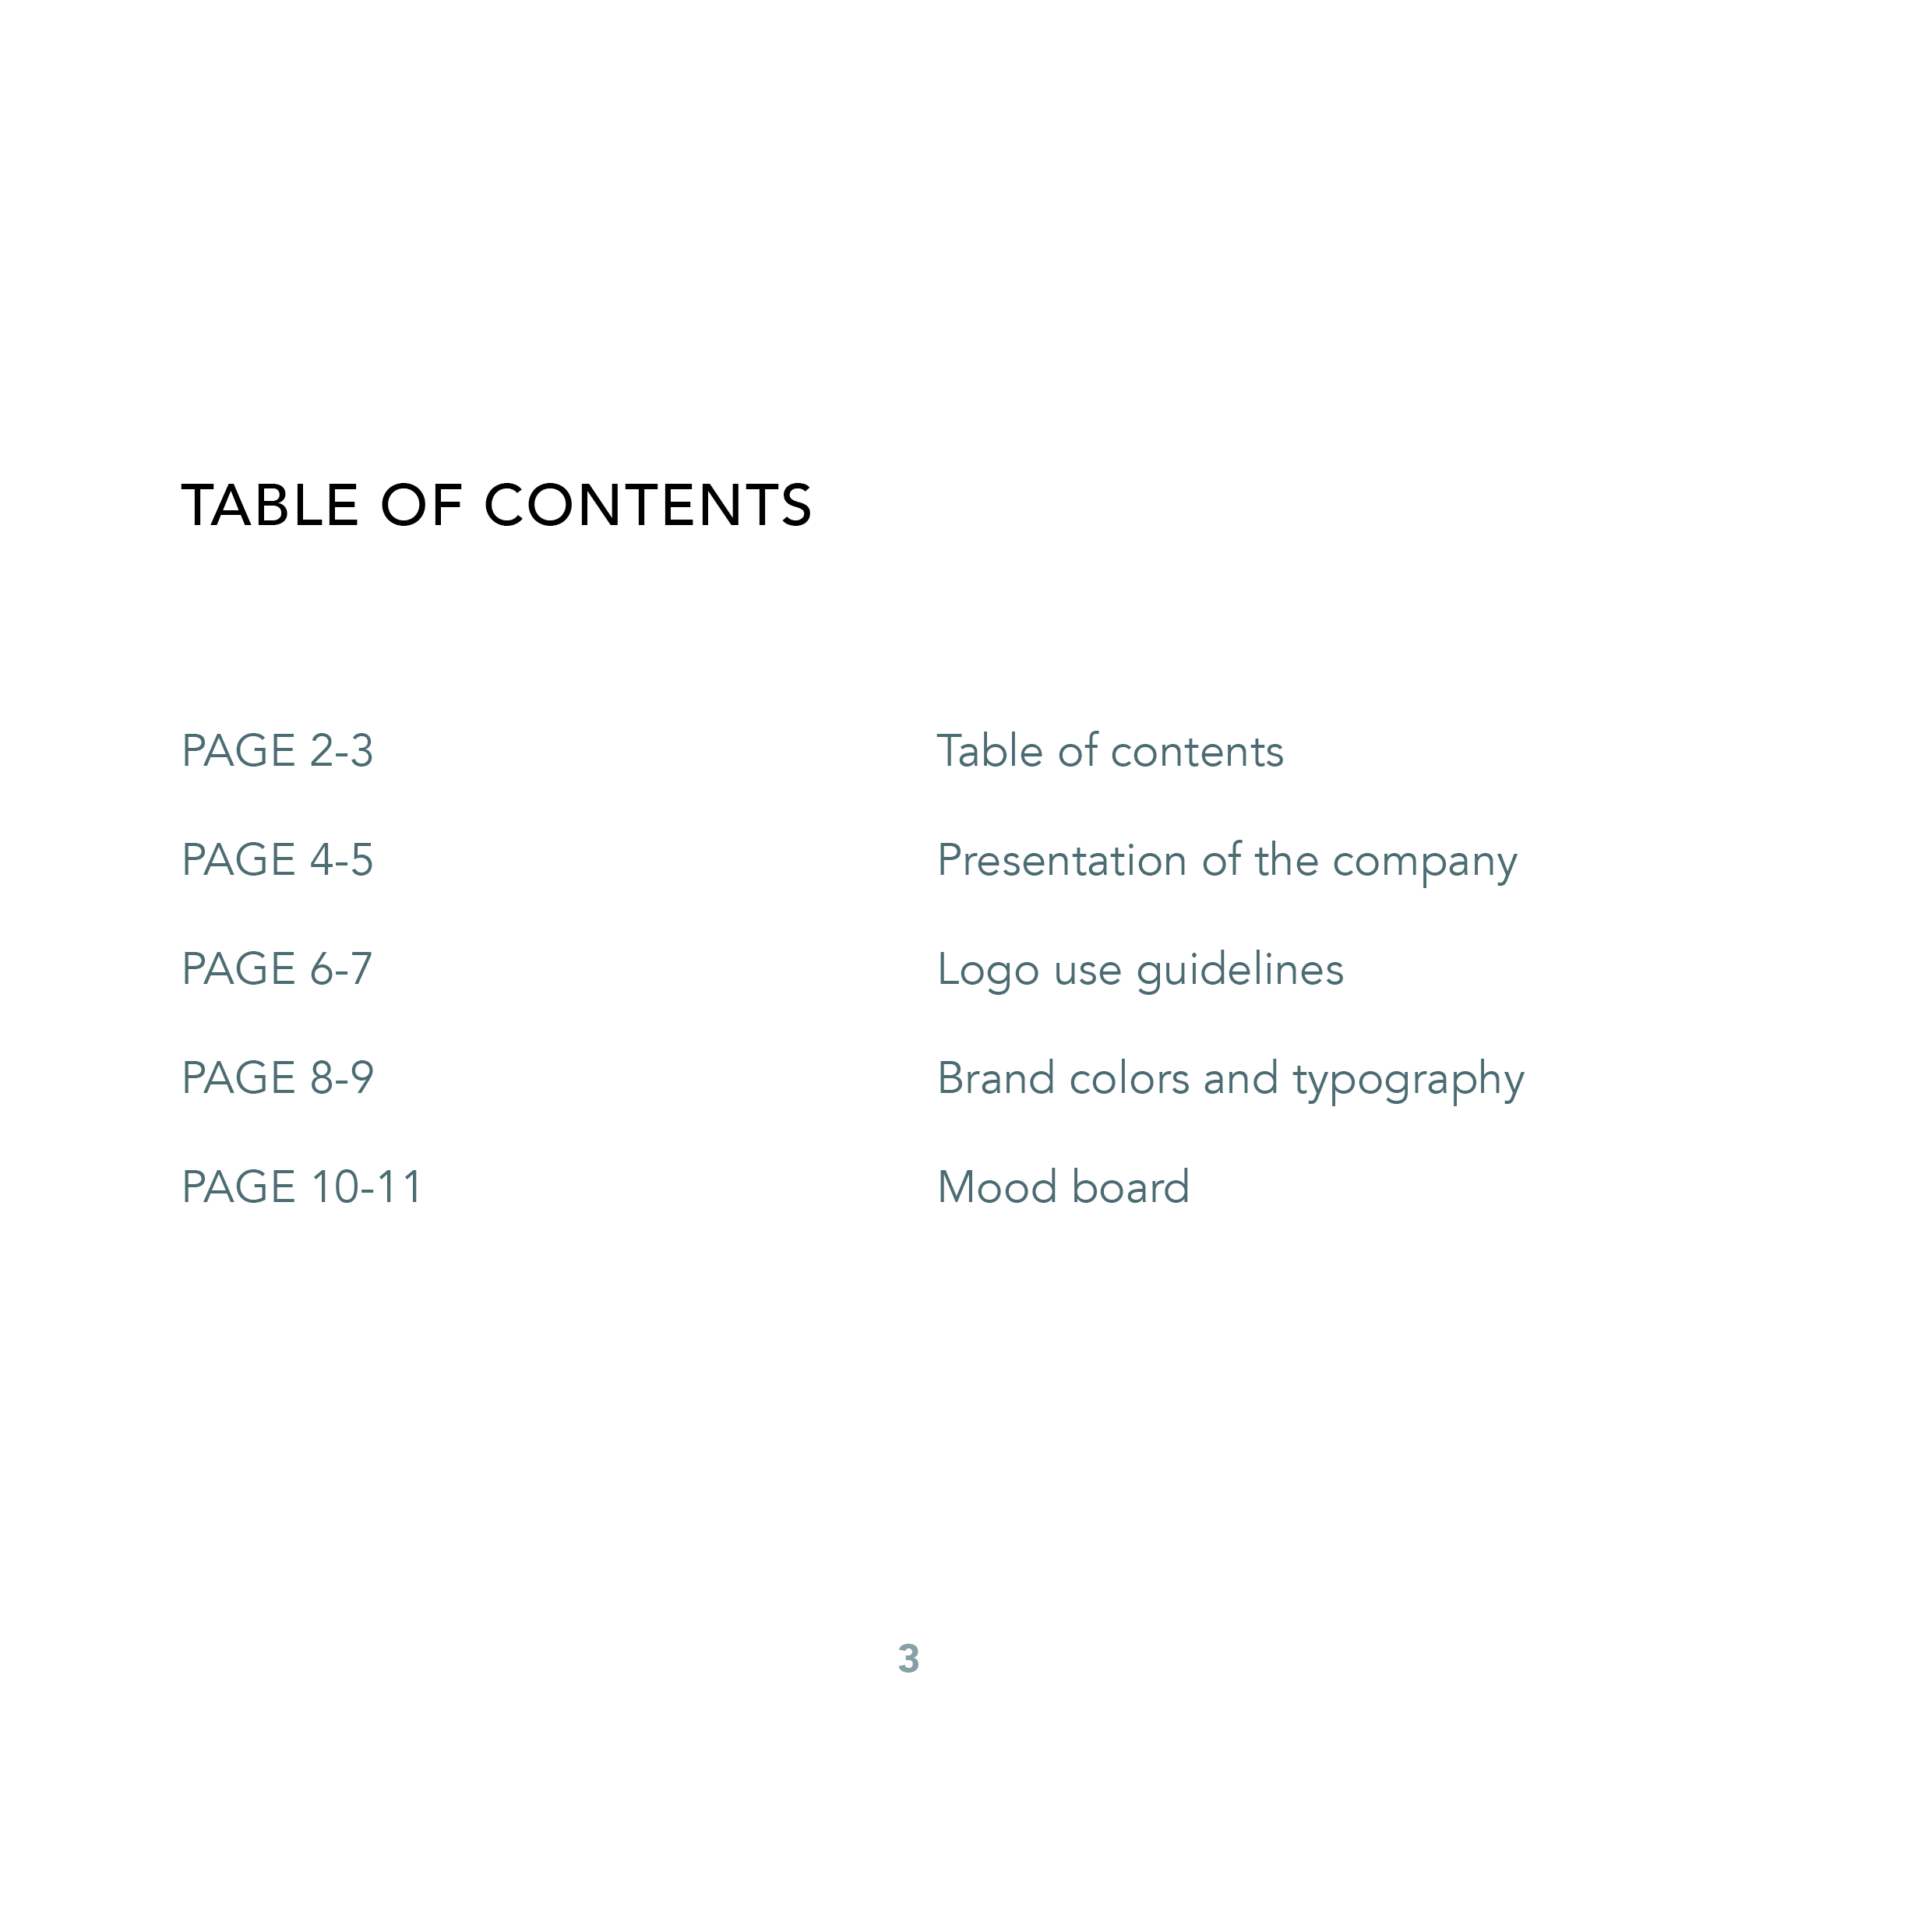 TABLE OF CONTENTS
PAGE 2-3 Table of contents
PAGE 4-5 Presentation of the company
PAGE 6-7 Logo use guidelines
PAGE 8-9 Brand colors and typography
PAGE 10-11 Mood board
3